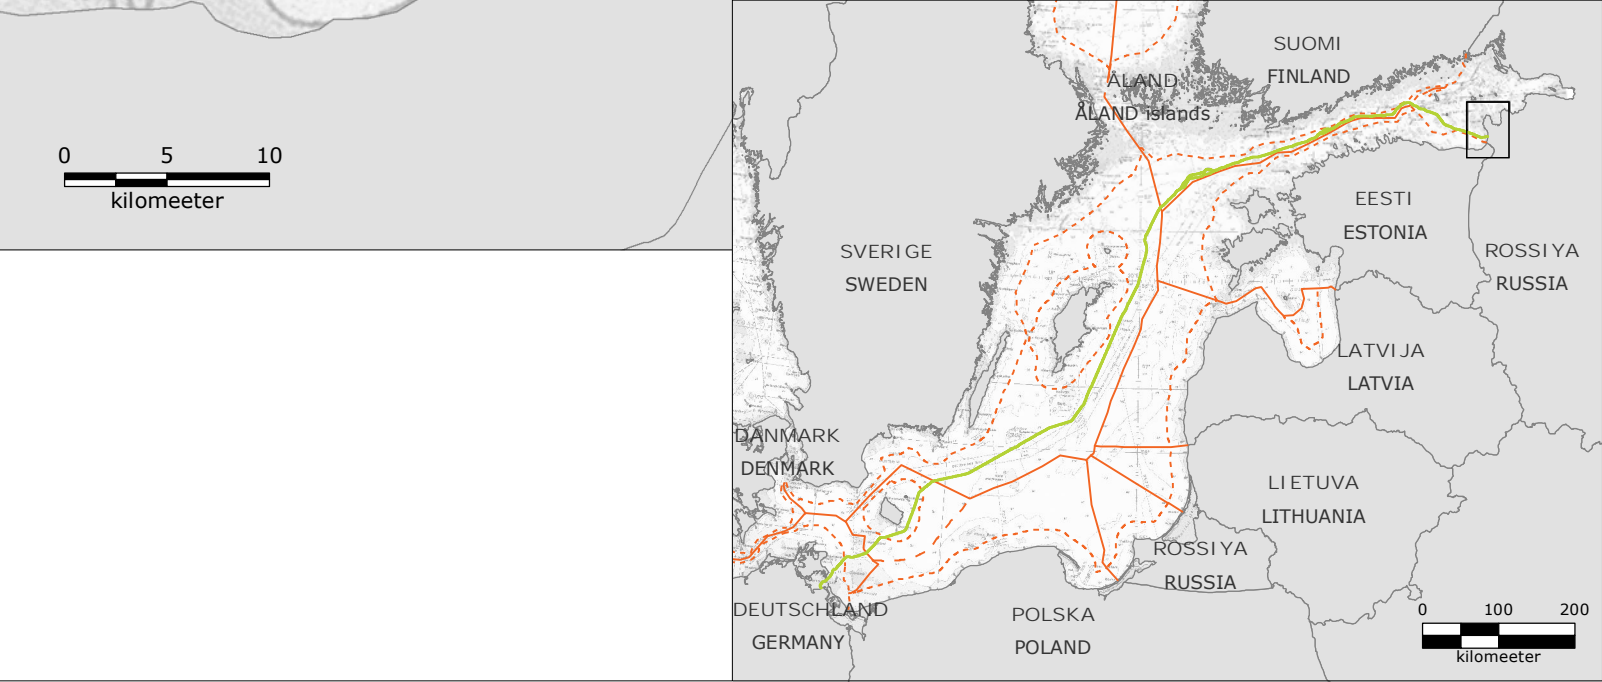 0 5 10
kilomeeter
SUOMI
FINLAND
ÅLAND
ÅLAND islands
EESTI
ESTONIA
SVERIGE
SWEDEN
ROSSIYA
RUSSIA
LATVIJA
LATVIA
DANMARK
DENMARK
LIETUVA
LITHUANIA
ROSSIYA
RUSSIA
DEUTSCHLAND
GERMANY
POLSKA
POLAND
0 100 200
kilomeeter